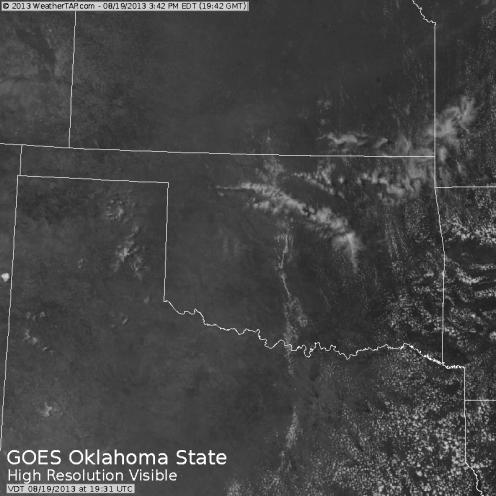 © 2013 WeatherTAP.com - 08/19/2013 3:42 PM EDT (19:42 GMT)
GOES Oklahoma State
High Resolution Visible
VDT 08/19/2013 at 19:31 UTC